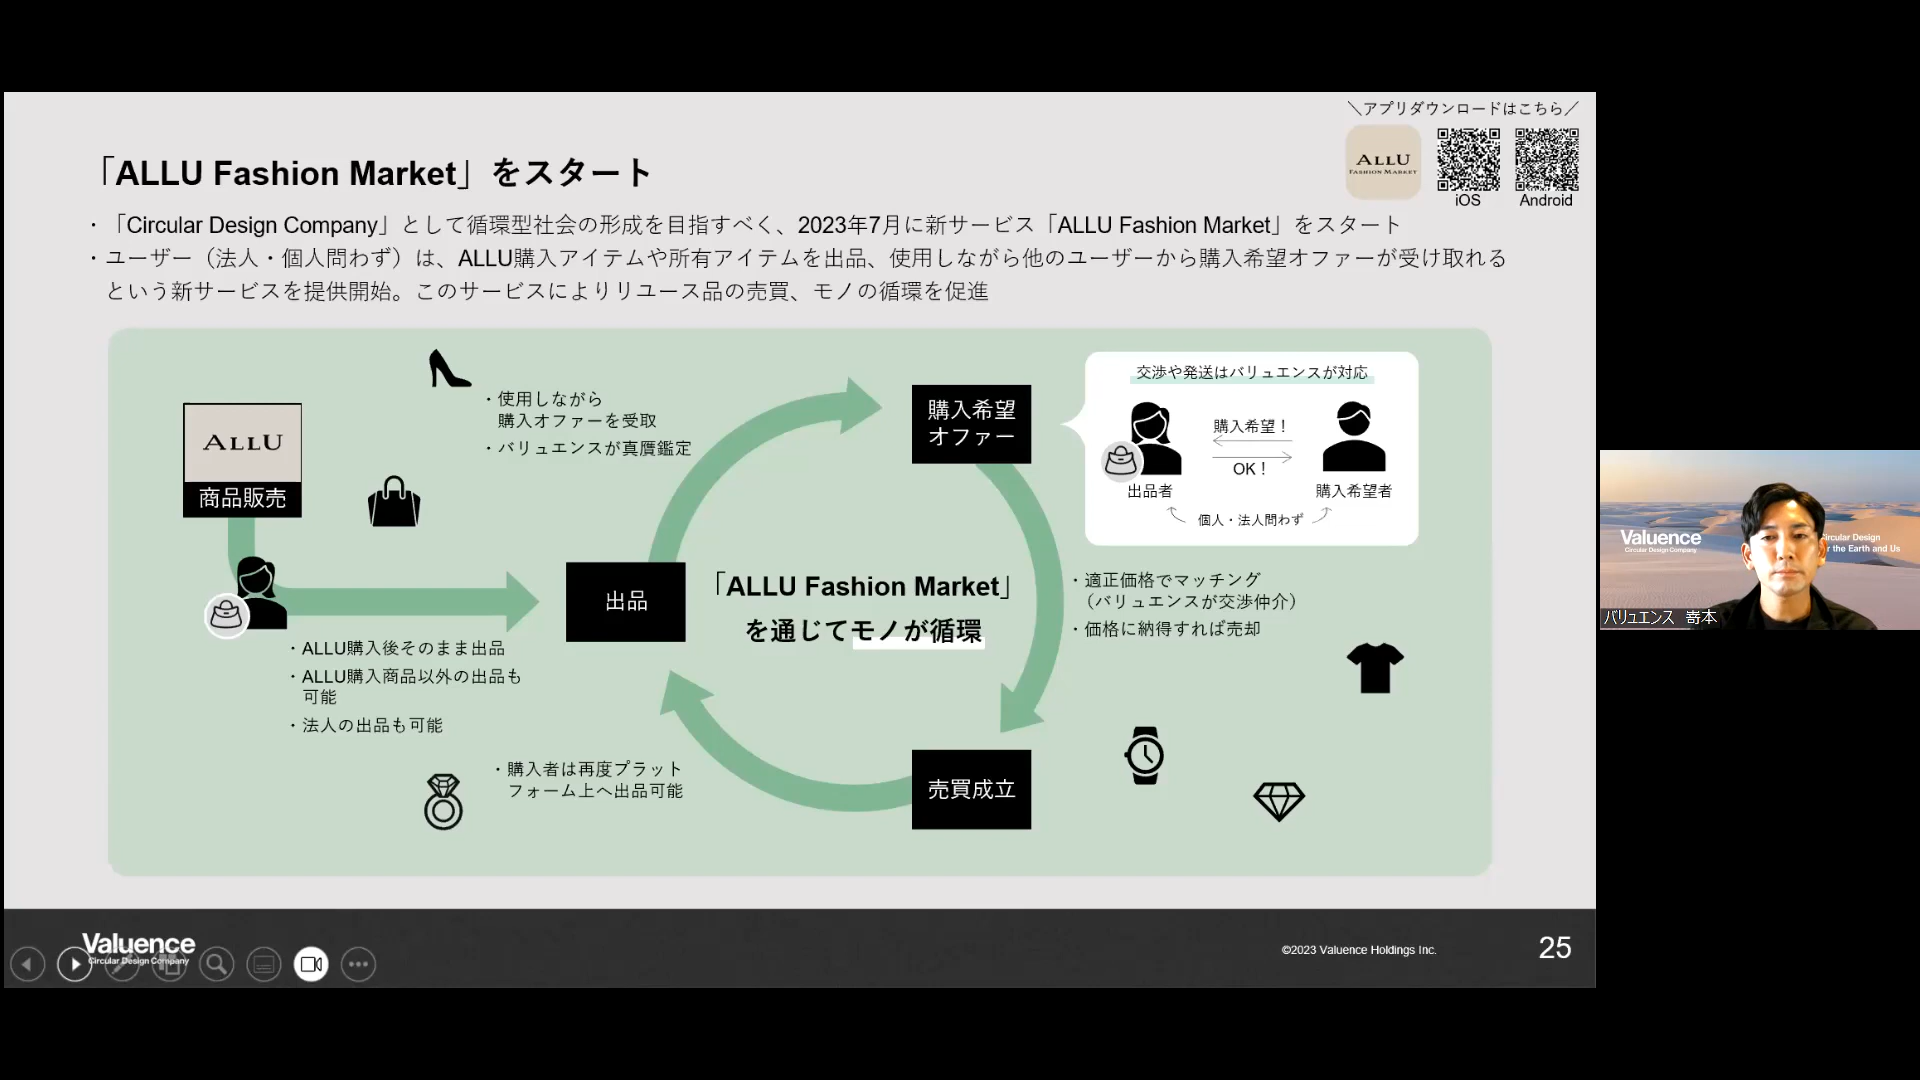 ＼アプリダウンロードはこちら／
ALLU
FASHION MARKET
iOS
Android
「ALLU Fashion Market」をスタート
・「Circular Design Company」として循環型社会の形成を目指すべく、2023年7月に新サービス「ALLU Fashion Market」をスタート
・ユーザー（法人・個人問わず）は、ALLU購入アイテムや所有アイテムを出品、使用しながら他のユーザーから購入希望オファーが受け取れる
という新サービスを提供開始。このサービスによりリユース品の売買、モノの循環を促進
ALLU
商品販売
・使用しながら
購入オファーを受取
・バリュエンスが真贋鑑定
購入希望
オファー
交渉や発送はバリュエンスが対応
購入希望！
OK！
出品者
購入希望者
個人・法人問わず
出品
「ALLU Fashion Market」
を通じてモノが循環
・適正価格でマッチング
（バリュエンスが交渉仲介）
・価格に納得すれば売却
・ALLU購入後そのまま出品
・ALLU購入商品以外の出品も
可能
・法人の出品も可能
・購入者は再度プラット
フォーム上へ出品可能
売買成立
Valuence
Circular Design Company
©2023 Valuence Holdings Inc.
25
Valuence
Circular Design Company
Circular Design
r the Earth and Us
バリュエンス 嵜本